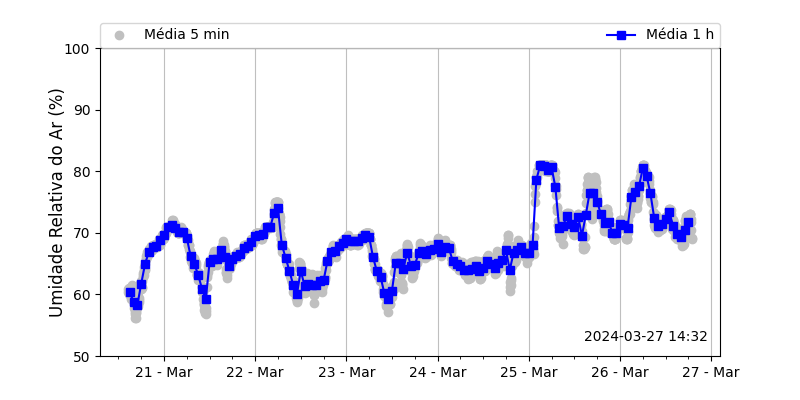 Média 5 min
Média 1 h
Umidade Relativa do Ar (%)
100
90
80
70
60
50
2024-03-27 14:32
21 - Mar
22 - Mar
23 - Mar
24 - Mar
25 - Mar
26 - Mar
27 - Mar